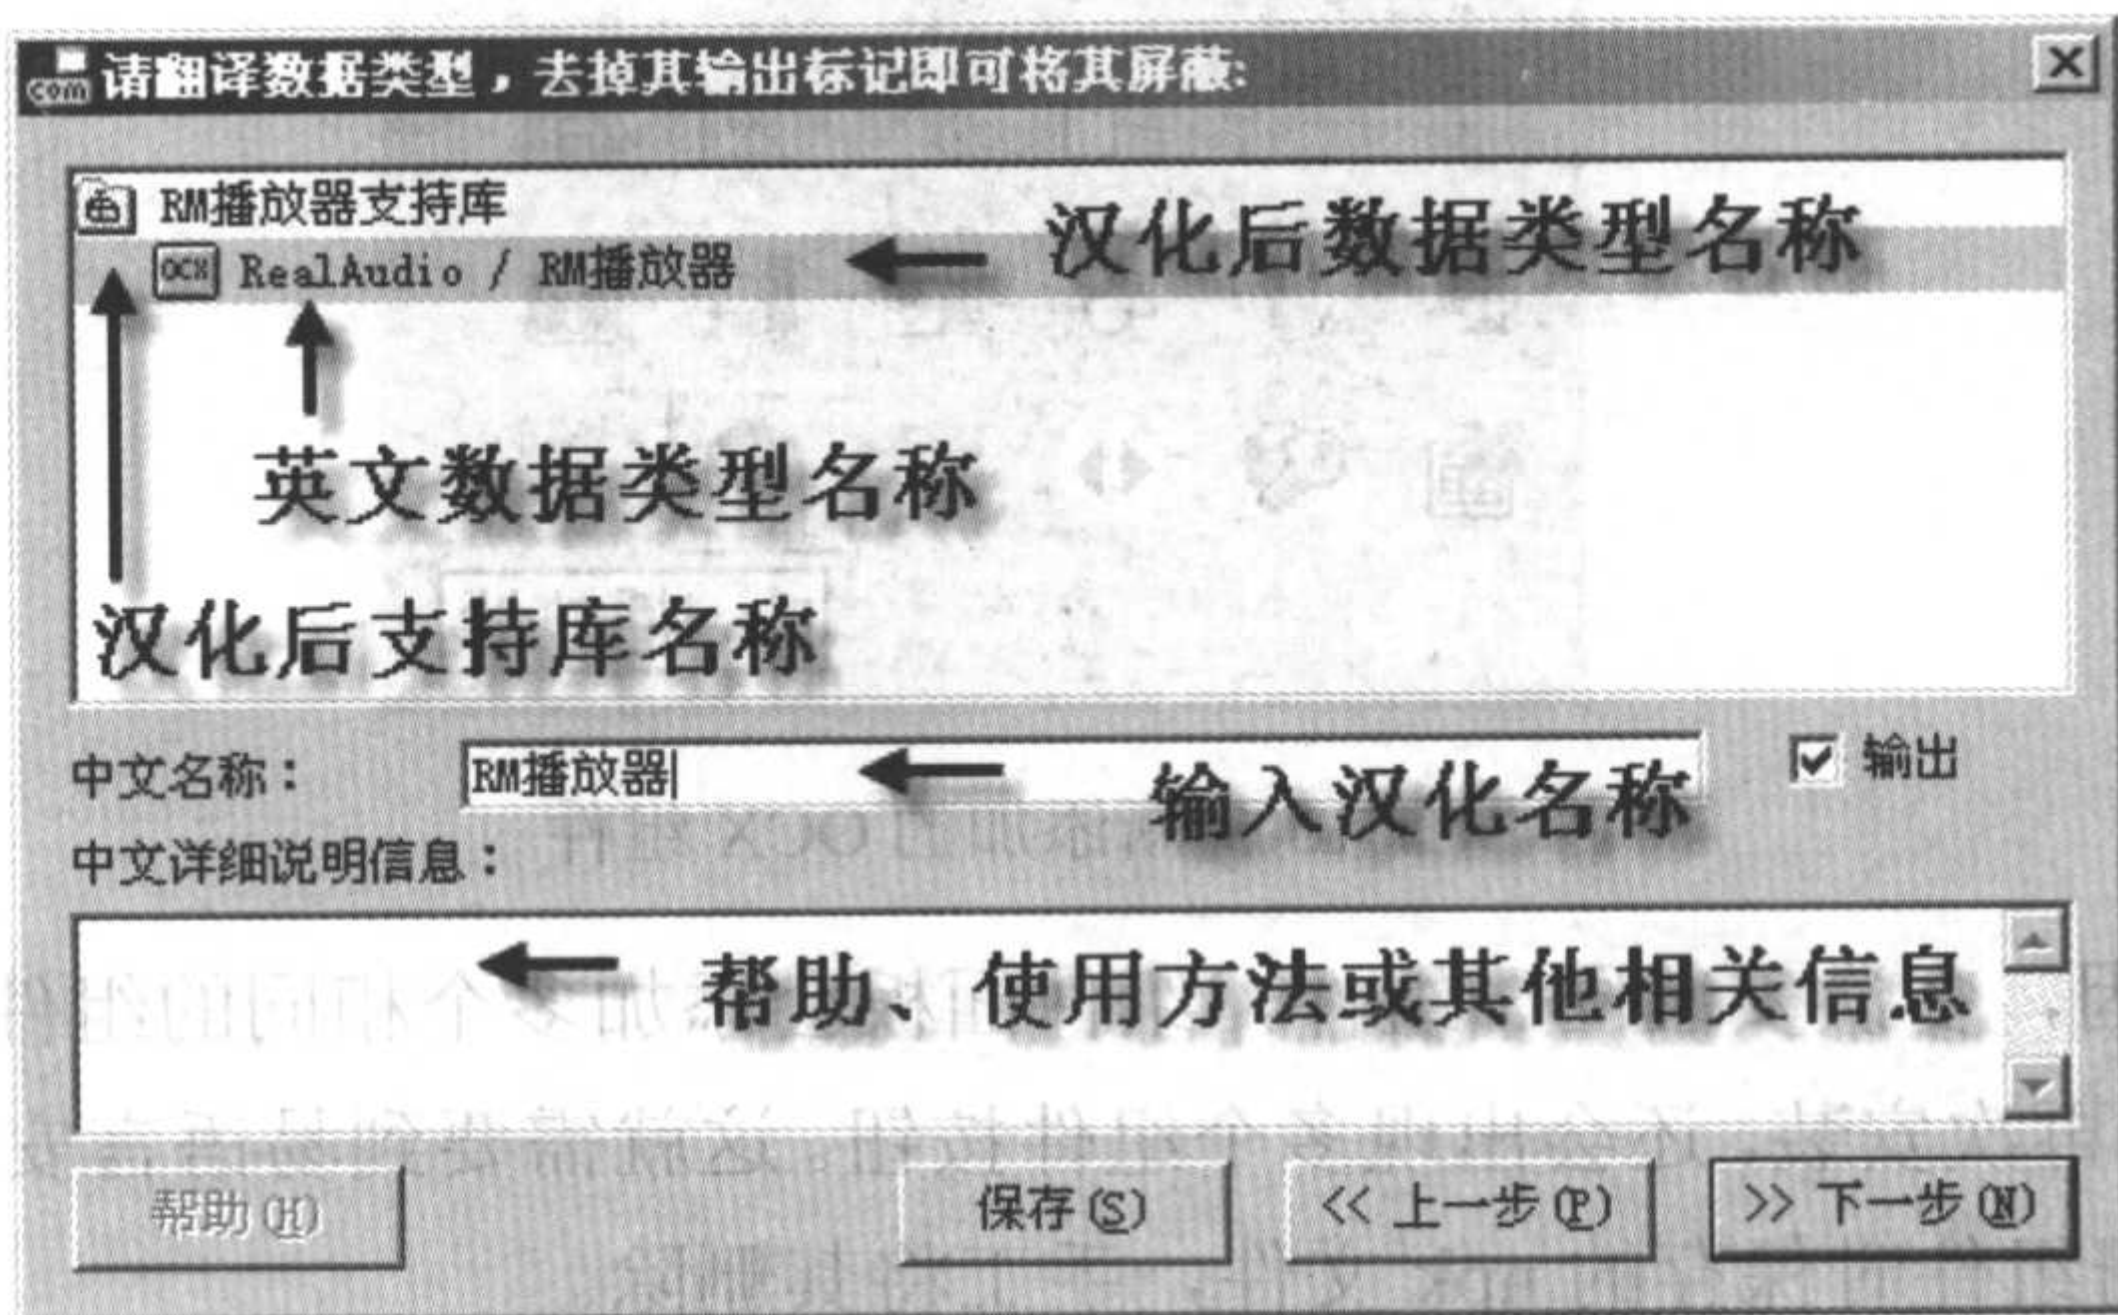 com 请翻译数据类型，去掉其输出标记即可将其屏蔽:
RM播放器支持库
OCX RealAudio / RM播放器
汉化后数据类型名称
英文数据类型名称
汉化后支持库名称
中文名称：
RM播放器
输入汉化名称
输出
中文详细说明信息：
帮助、使用方法或其他相关信息
帮助(H)
保存(S)
<< 上一步(P)
>> 下一步(N)